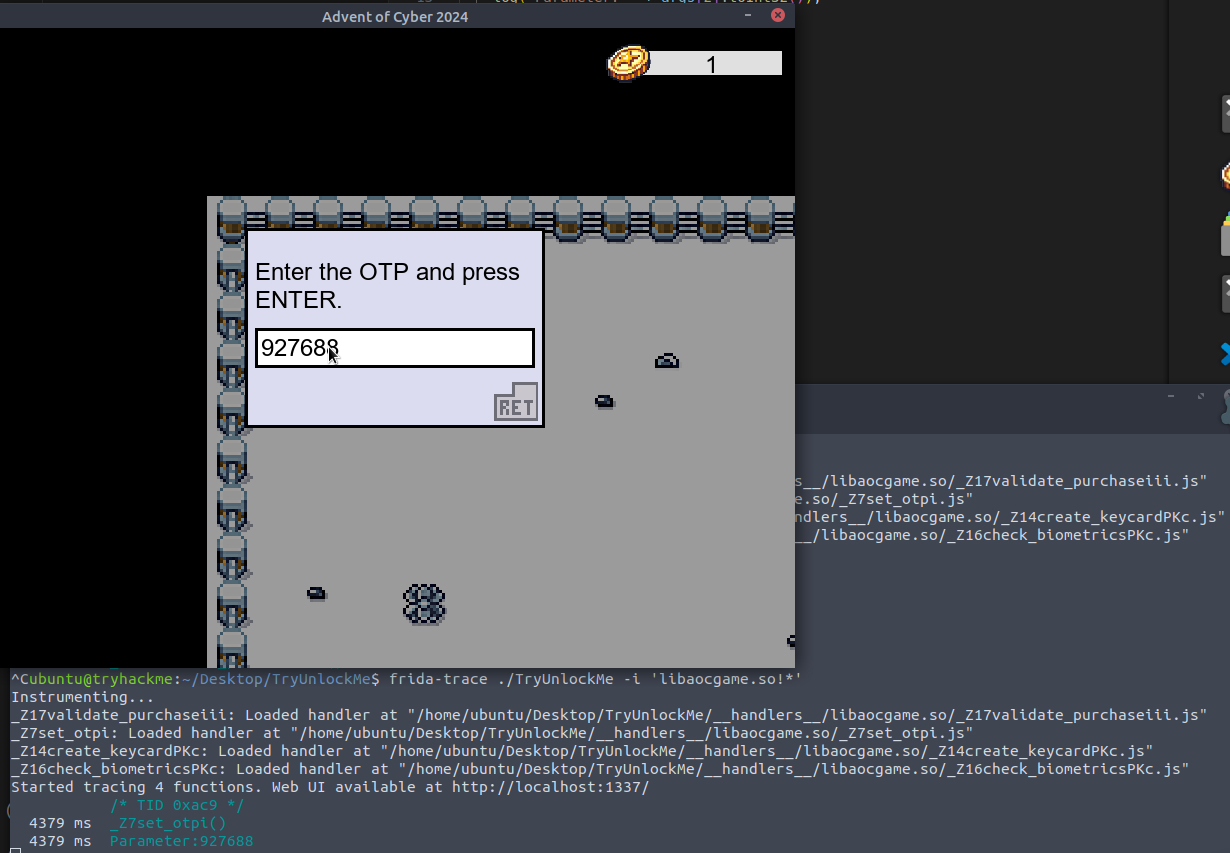 Advent of Cyber 2024
1
Enter the OTP and press
ENTER.
927688
RET
s__/libaocgame.so/_Z17validate_purchaseiii.js"
e.so/_Z7set_otpi.js"
ndlers__/libaocgame.so/_Z14create_keycardPKc.js"
__/libaocgame.so/_Z16check_biometricsPKc.js"
^Cubuntu@tryhackme:~/Desktop/TryUnlockMe$ frida-trace ./TryUnlockMe -i 'libaocgame.so!*'
Instrumenting...
_Z17validate_purchaseiii: Loaded handler at "/home/ubuntu/Desktop/TryUnlockMe/__handlers__/libaocgame.so/_Z17validate_purchaseiii.js"
_Z7set_otpi: Loaded handler at "/home/ubuntu/Desktop/TryUnlockMe/__handlers__/libaocgame.so/_Z7set_otpi.js"
_Z14create_keycardPKc: Loaded handler at "/home/ubuntu/Desktop/TryUnlockMe/__handlers__/libaocgame.so/_Z14create_keycardPKc.js"
_Z16check_biometricsPKc: Loaded handler at "/home/ubuntu/Desktop/TryUnlockMe/__handlers__/libaocgame.so/_Z16check_biometricsPKc.js"
Started tracing 4 functions. Web UI available at http://localhost:1337/
/* TID 0xac9 */
4379 ms _Z7set_otpi()
4379 ms Parameter:927688